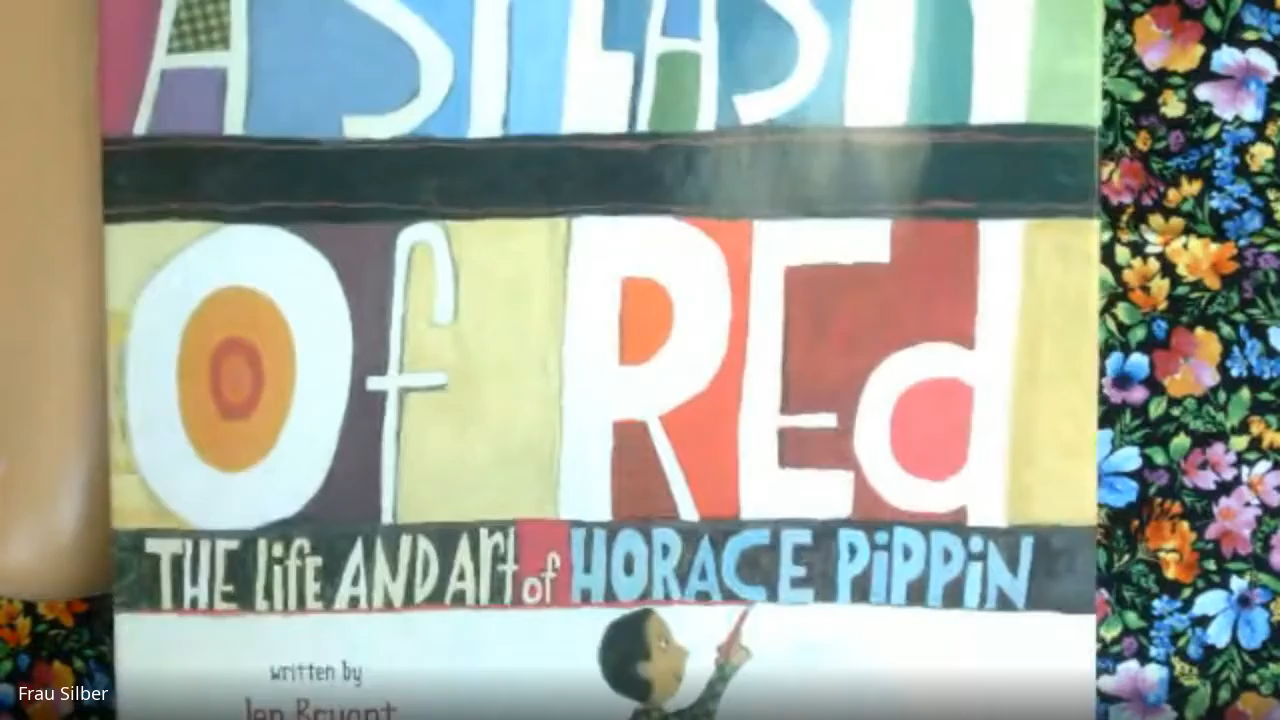 A SPLASH
Of REd
THE life AND Art of HORACE PiPPiN
written by
Jen Bryant
Frau Silber